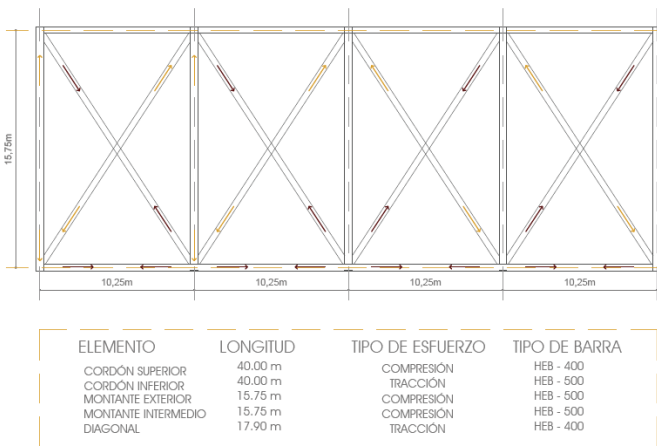 15,75m
10,25m 10,25m 10,25m 10,25m
ELEMENTO LONGITUD TIPO DE ESFUERZO TIPO DE BARRA
CORDÓN SUPERIOR 40.00 m COMPRESIÓN HEB - 400
CORDÓN INFERIOR 40.00 m TRACCIÓN HEB - 500
MONTANTE EXTERIOR 15.75 m COMPRESIÓN HEB - 500
MONTANTE INTERMEDIO 15.75 m COMPRESIÓN HEB - 500
DIAGONAL 17.90 m TRACCIÓN HEB - 400